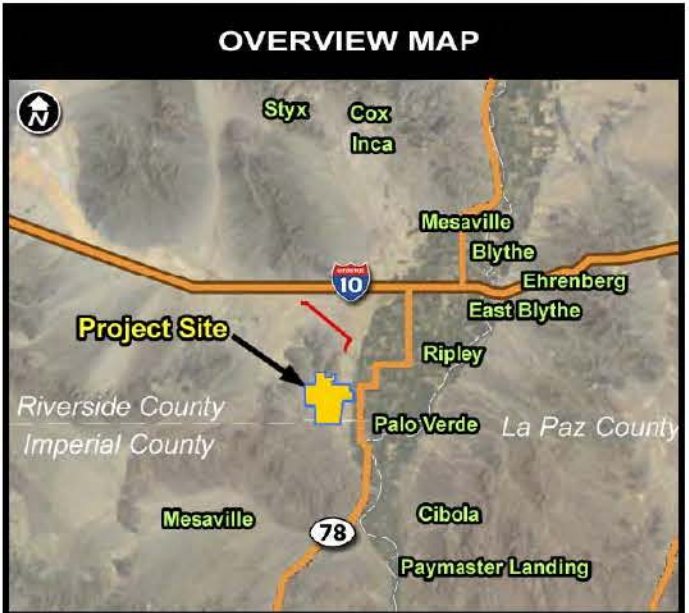 OVERVIEW MAP
N
Styx
Cox
Inca
Mesaville
Blythe
INTERSTATE
10
Ehrenberg
East Blythe
Project Site
Ripley
Riverside County
Imperial County
Palo Verde
La Paz County
Mesaville
78
Cibola
Paymaster Landing